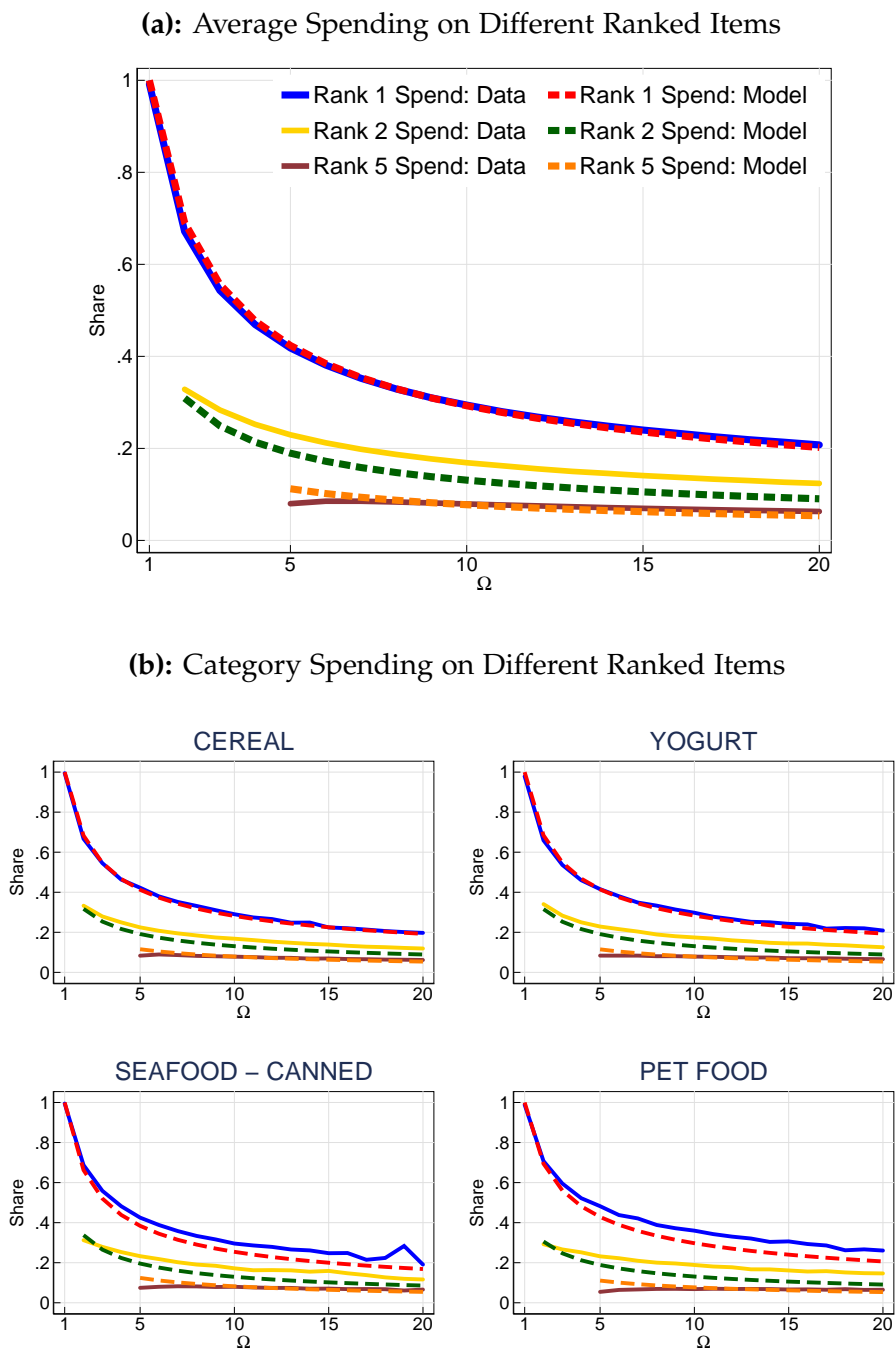 (a): Average Spending on Different Ranked Items
Rank 1 Spend: Data Rank 1 Spend: Model
Rank 2 Spend: Data Rank 2 Spend: Model
Rank 5 Spend: Data Rank 5 Spend: Model
Share
1
.8
.6
.4
.2
0
1 5 10 15 20
Ω
(b): Category Spending on Different Ranked Items
CEREAL
Share
1
.8
.6
.4
.2
0
1 5 10 15 20
Ω
YOGURT
Share
1
.8
.6
.4
.2
0
1 5 10 15 20
Ω
SEAFOOD − CANNED
Share
1
.8
.6
.4
.2
0
1 5 10 15 20
Ω
PET FOOD
Share
1
.8
.6
.4
.2
0
1 5 10 15 20
Ω